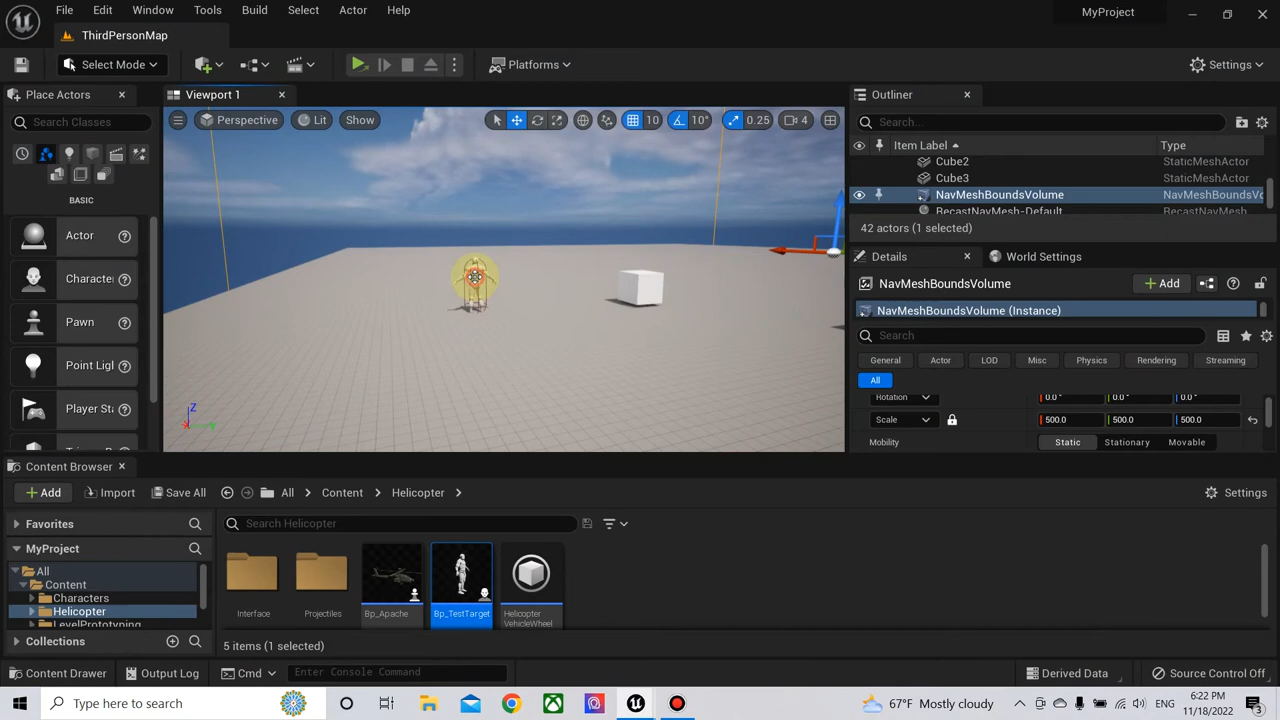 File Edit Window Tools Build Select Actor Help
MyProject
ThirdPersonMap
Select Mode
Platforms
Settings
Place Actors
Viewport 1
Outliner
Search Classes
Perspective Lit Show
10 10° 0.25 4
Search...
Item Label Type
Cube2 StaticMeshActor
Cube3 StaticMeshActor
NavMeshBoundsVolume NavMeshBoundsVo
RecastNavMesh-Default RecastNavMesh
BASIC
42 actors (1 selected)
Actor
Details
World Settings
Characte
NavMeshBoundsVolume
Add
NavMeshBoundsVolume (Instance)
Pawn
Search
Point Ligl
General Actor LOD Misc Physics Rendering Streaming
All
Rotation 0.0° 0.0° 0.0°
Player Sta
Scale 500.0 500.0 500.0
Mobility Static Stationary Movable
Z
Content Browser
Add Import Save All All Content Helicopter
Settings
Favorites
Search Helicopter
MyProject
All
Content
Characters
Helicopter
LevelPrototyping
Collections
Interface
Projectiles
Bp_Apache
Bp_TestTarget
Helicopter
VehicleWheel
5 items (1 selected)
Content Drawer Output Log Cmd Enter Console Command
Derived Data Source Control Off
Type here to search
67°F Mostly cloudy
ENG
6:22 PM
11/18/2022
3